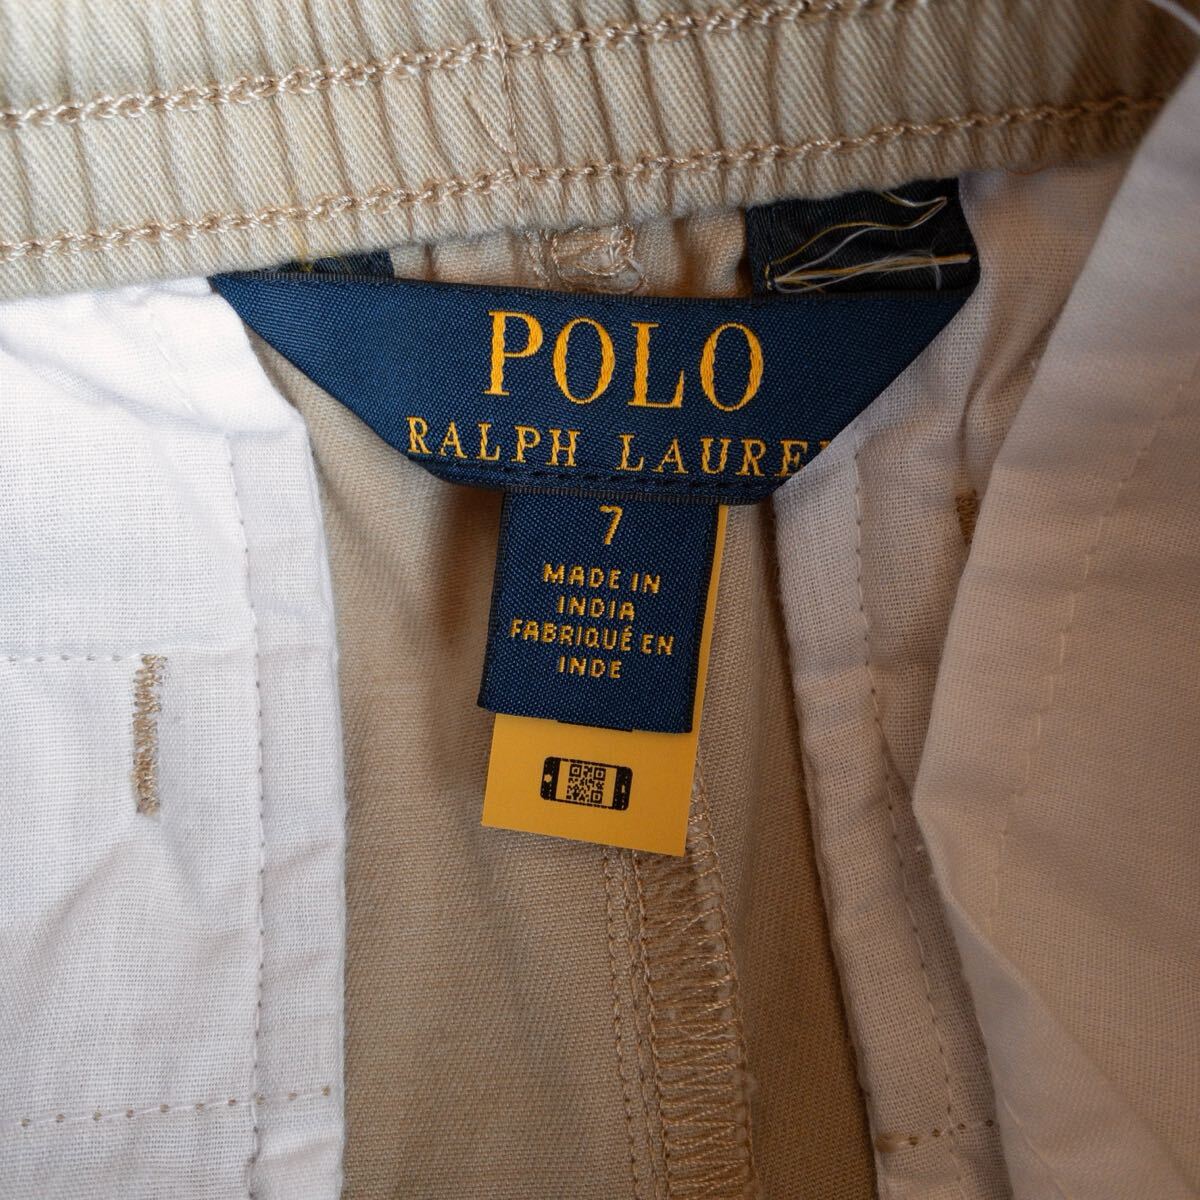 POLO
RALPH LAUREN
7
MADE IN
INDIA
FABRIQUÉ EN
INDE